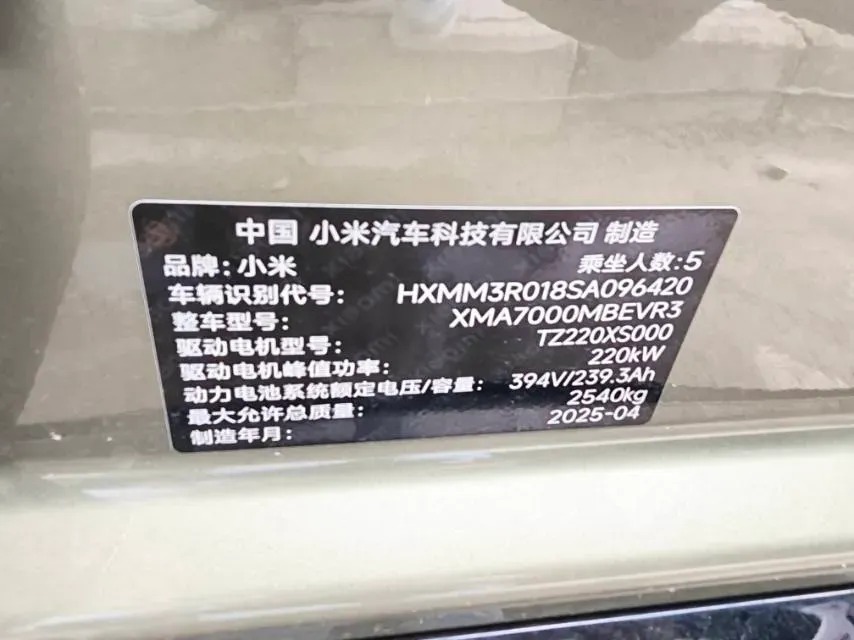 中国 小米汽车科技有限公司 制造
品牌:小米 乘坐人数:5
车辆识别代号: HXMM3R018SA096420
整车型号: XMA7000MBEVR3
驱动电机型号: TZ220XS000
驱动电机峰值功率: 220kW
动力电池系统额定电压/容量: 394V/239.3Ah
最大允许总质量: 2540kg
制造年月: 2025-04